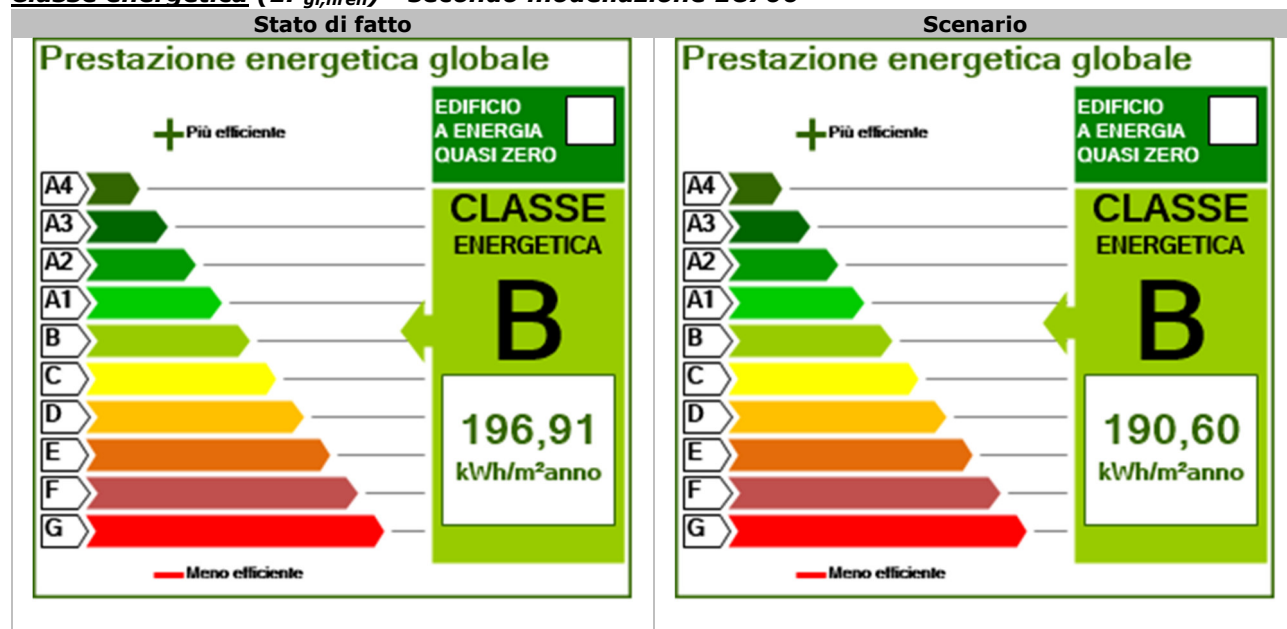 Stato di fatto
Scenario
Prestazione energetica globale
Più efficiente
EDIFICIO
A ENERGIA
QUASI ZERO
A4
A3
A2
A1
B
C
D
E
F
G
CLASSE
ENERGETICA
B
196,91
kWh/m²anno
Meno efficiente
Prestazione energetica globale
Più efficiente
EDIFICIO
A ENERGIA
QUASI ZERO
A4
A3
A2
A1
B
C
D
E
F
G
CLASSE
ENERGETICA
B
190,60
kWh/m²anno
Meno efficiente